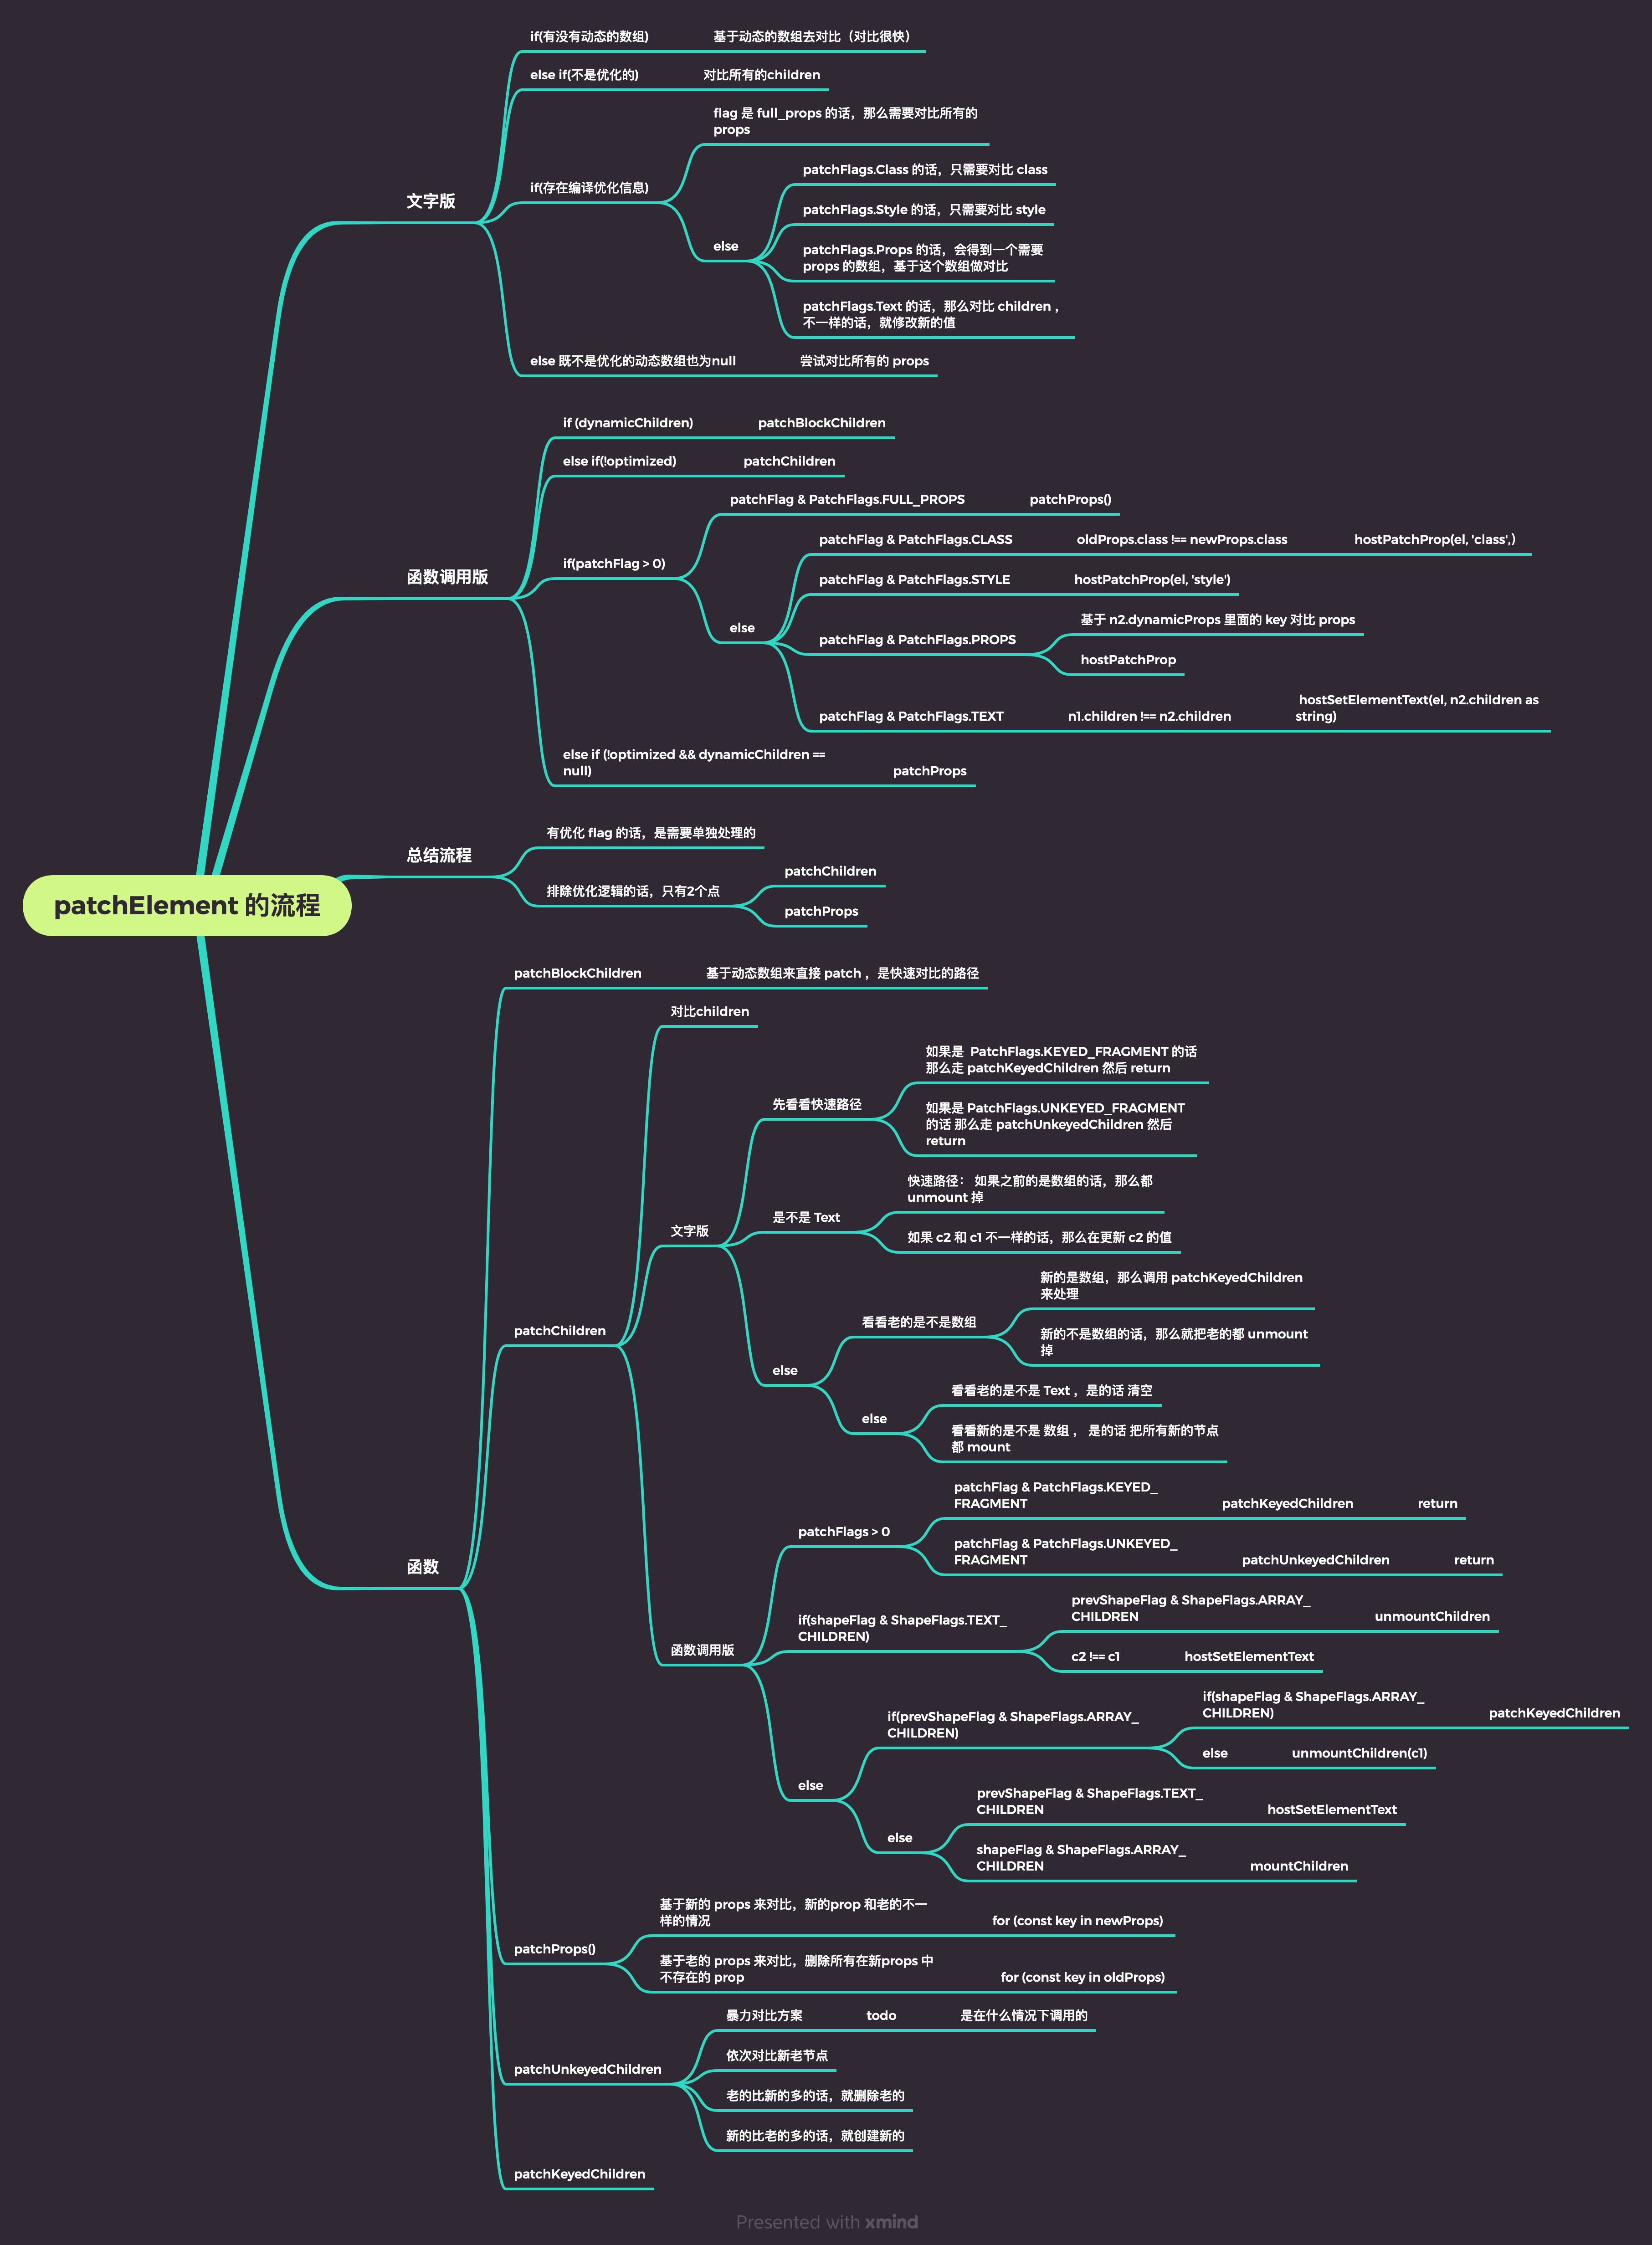 patchElement 的流程
文字版
if(有没有动态的数组)
基于动态的数组去对比（对比很快）
else if(不是优化的)
对比所有的children
if(存在编译优化信息)
flag 是 full_props 的话，那么需要对比所有的
props
else
patchFlags.Class 的话，只需要对比 class
patchFlags.Style 的话，只需要对比 style
patchFlags.Props 的话，会得到一个需要
props 的数组，基于这个数组做对比
patchFlags.Text 的话，那么对比 children ，
不一样的话，就修改新的值
else 既不是优化的动态数组也为null
尝试对比所有的 props
函数调用版
if (dynamicChildren)
patchBlockChildren
else if(!optimized)
patchChildren
if(patchFlag > 0)
patchFlag & PatchFlags.FULL_PROPS
patchProps()
else
patchFlag & PatchFlags.CLASS
oldProps.class !== newProps.class
hostPatchProp(el, 'class',)
patchFlag & PatchFlags.STYLE
hostPatchProp(el, 'style')
patchFlag & PatchFlags.PROPS
基于 n2.dynamicProps 里面的 key 对比 props
hostPatchProp
patchFlag & PatchFlags.TEXT
n1.children !== n2.children
hostSetElementText(el, n2.children as
string)
else if (!optimized && dynamicChildren ==
null)
patchProps
总结流程
有优化 flag 的话，是需要单独处理的
排除优化逻辑的话，只有2个点
patchChildren
patchProps
函数
patchBlockChildren
基于动态数组来直接 patch ，是快速对比的路径
patchChildren
对比children
文字版
先看看快速路径
如果是  PatchFlags.KEYED_FRAGMENT 的话
那么走 patchKeyedChildren 然后 return
如果是 PatchFlags.UNKEYED_FRAGMENT
的话 那么走 patchUnkeyedChildren 然后
return
是不是 Text
快速路径： 如果之前的是数组的话，那么都
unmount 掉
如果 c2 和 c1 不一样的话，那么在更新 c2 的值
else
看看老的是不是数组
新的是数组，那么调用 patchKeyedChildren
来处理
新的不是数组的话，那么就把老的都 unmount
掉
else
看看老的是不是 Text ，是的话 清空
看看新的是不是 数组 ， 是的话 把所有新的节点
都 mount
函数调用版
patchFlags > 0
patchFlag & PatchFlags.KEYED_
FRAGMENT
patchKeyedChildren
return
patchFlag & PatchFlags.UNKEYED_
FRAGMENT
patchUnkeyedChildren
return
if(shapeFlag & ShapeFlags.TEXT_
CHILDREN)
prevShapeFlag & ShapeFlags.ARRAY_
CHILDREN
unmountChildren
c2 !== c1
hostSetElementText
else
if(prevShapeFlag & ShapeFlags.ARRAY_
CHILDREN)
if(shapeFlag & ShapeFlags.ARRAY_
CHILDREN)
patchKeyedChildren
else
unmountChildren(c1)
else
prevShapeFlag & ShapeFlags.TEXT_
CHILDREN
hostSetElementText
shapeFlag & ShapeFlags.ARRAY_
CHILDREN
mountChildren
patchProps()
基于新的 props 来对比，新的prop 和老的不一
样的情况
for (const key in newProps)
基于老的 props 来对比，删除所有在新props 中
不存在的 prop
for (const key in oldProps)
patchUnkeyedChildren
暴力对比方案
todo
是在什么情况下调用的
依次对比新老节点
老的比新的多的话，就删除老的
新的比老的多的话，就创建新的
patchKeyedChildren
Presented with xmind